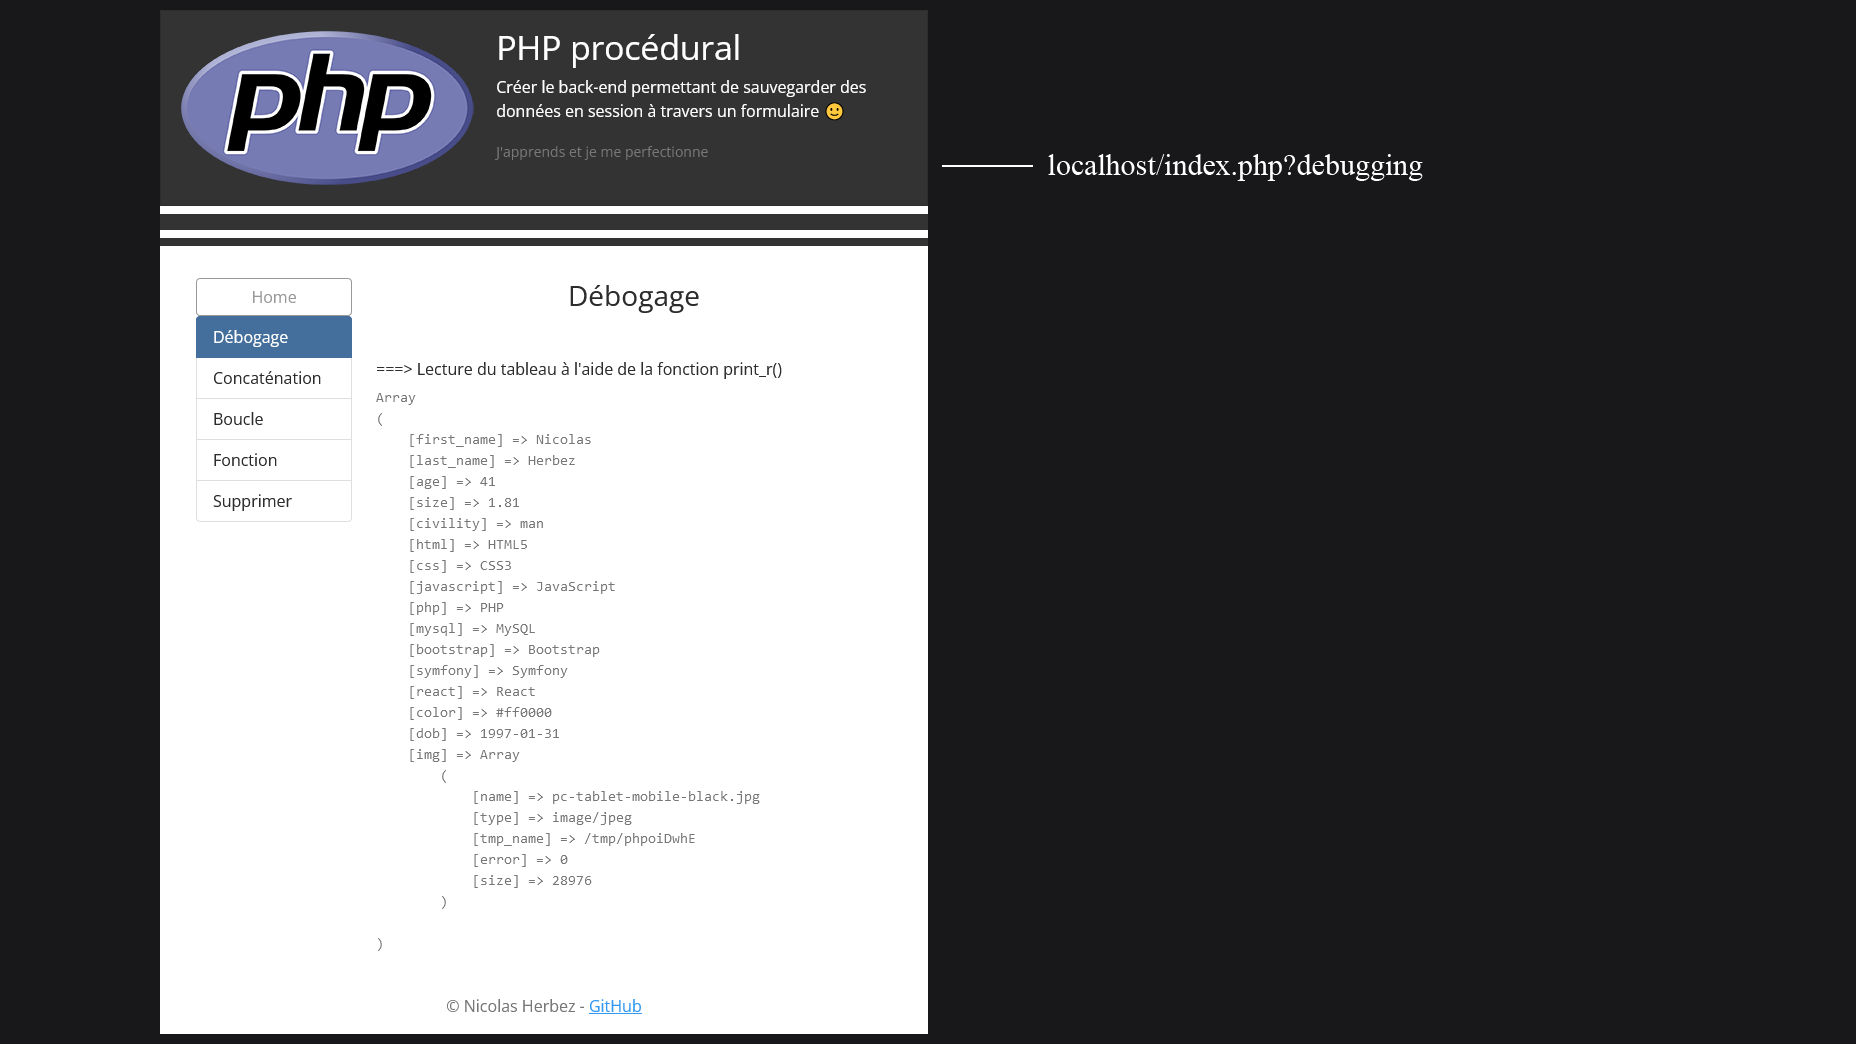 php
PHP procédural
Créer le back-end permettant de sauvegarder des
données en session à travers un formulaire 🙂
J'apprends et je me perfectionne
localhost/index.php?debugging
Home
Débogage
Concaténation
Boucle
Fonction
Supprimer
Débogage
===> Lecture du tableau à l'aide de la fonction print_r()
Array
(
    [first_name] => Nicolas
    [last_name] => Herbez
    [age] => 41
    [size] => 1.81
    [civility] => man
    [html] => HTML5
    [css] => CSS3
    [javascript] => JavaScript
    [php] => PHP
    [mysql] => MySQL
    [bootstrap] => Bootstrap
    [symfony] => Symfony
    [react] => React
    [color] => #ff0000
    [dob] => 1997-01-31
    [img] => Array
        (
            [name] => pc-tablet-mobile-black.jpg
            [type] => image/jpeg
            [tmp_name] => /tmp/phpoiDwhE
            [error] => 0
            [size] => 28976
        )
)
© Nicolas Herbez - GitHub